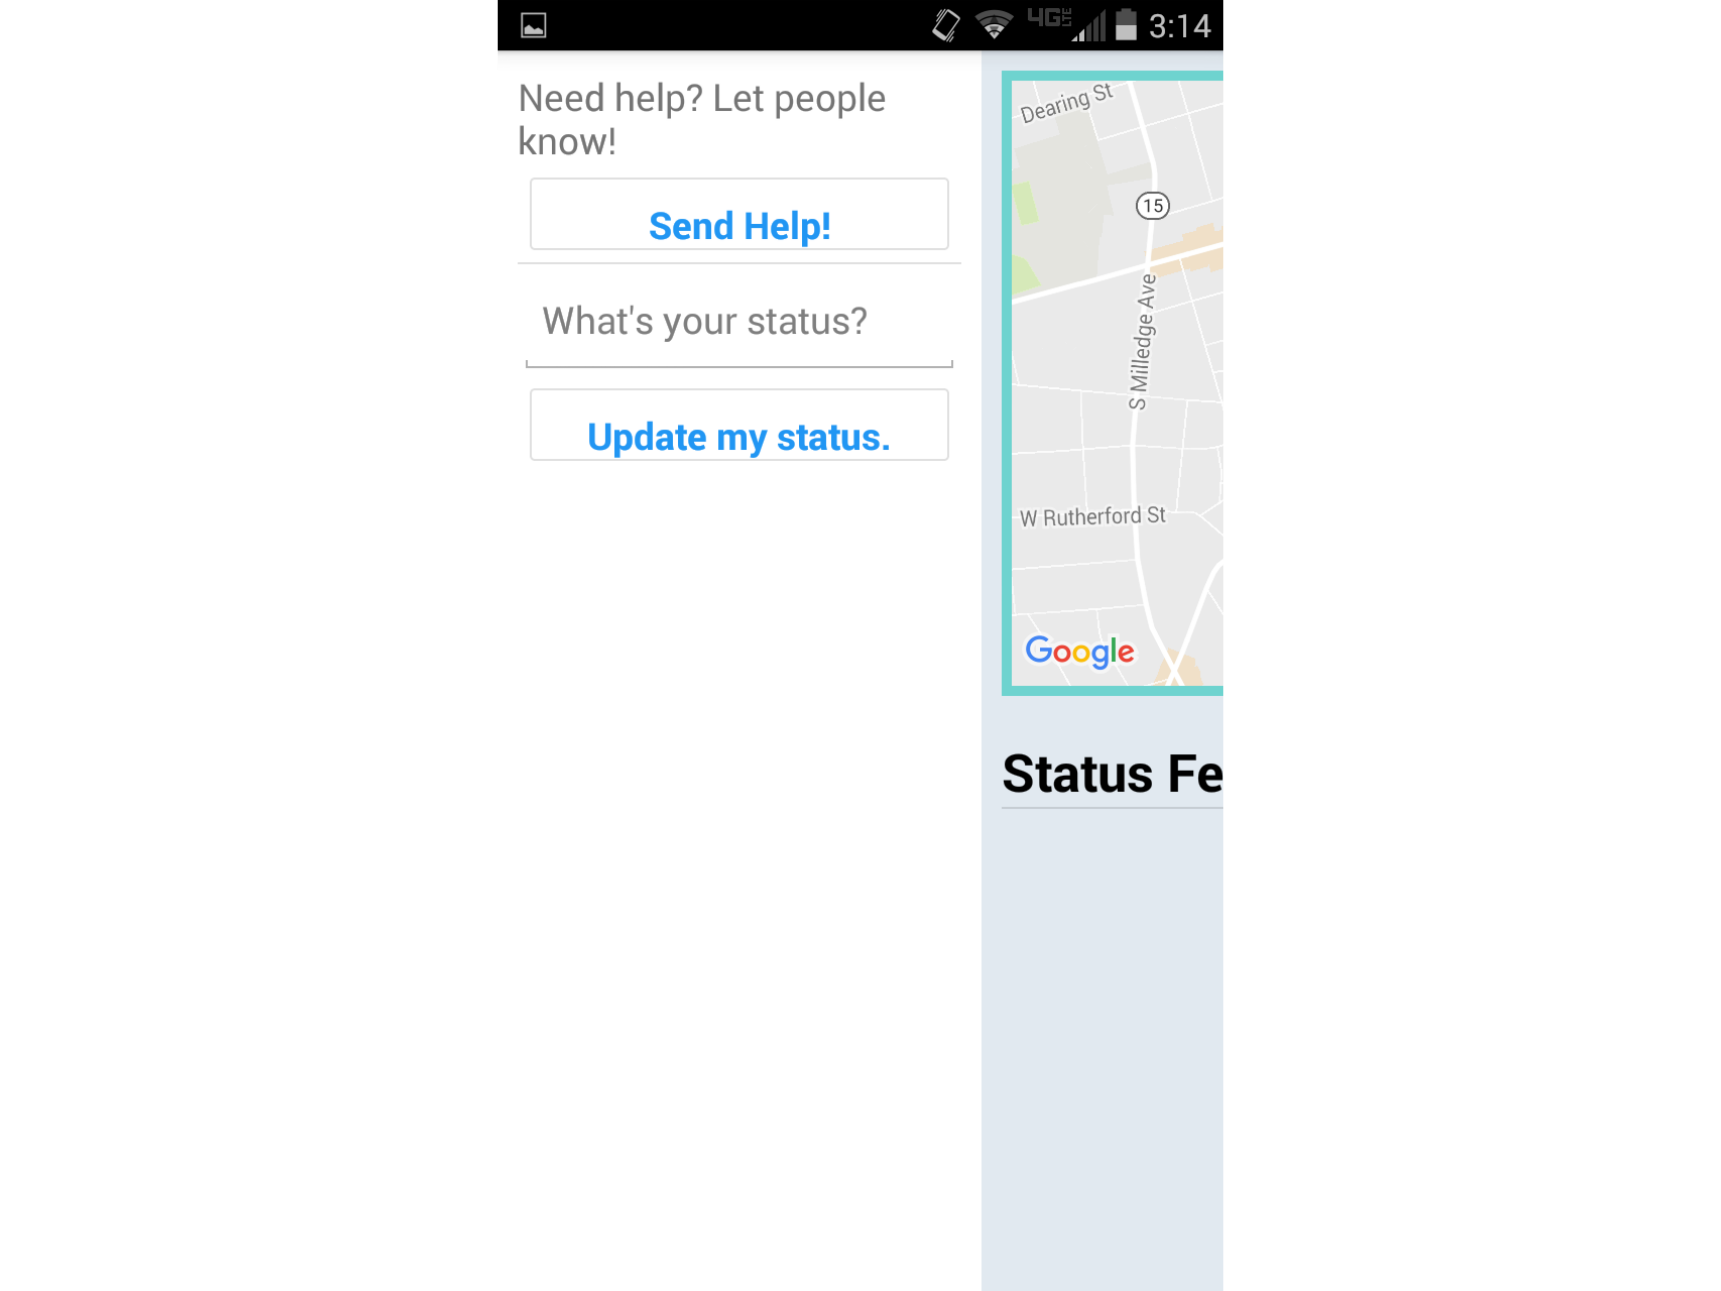 4G LTE 3:14
Need help? Let people
know!
Send Help!
What's your status?
Update my status.
Dearing St
15
S Milledge Ave
W Rutherford St
Google
Status Fe